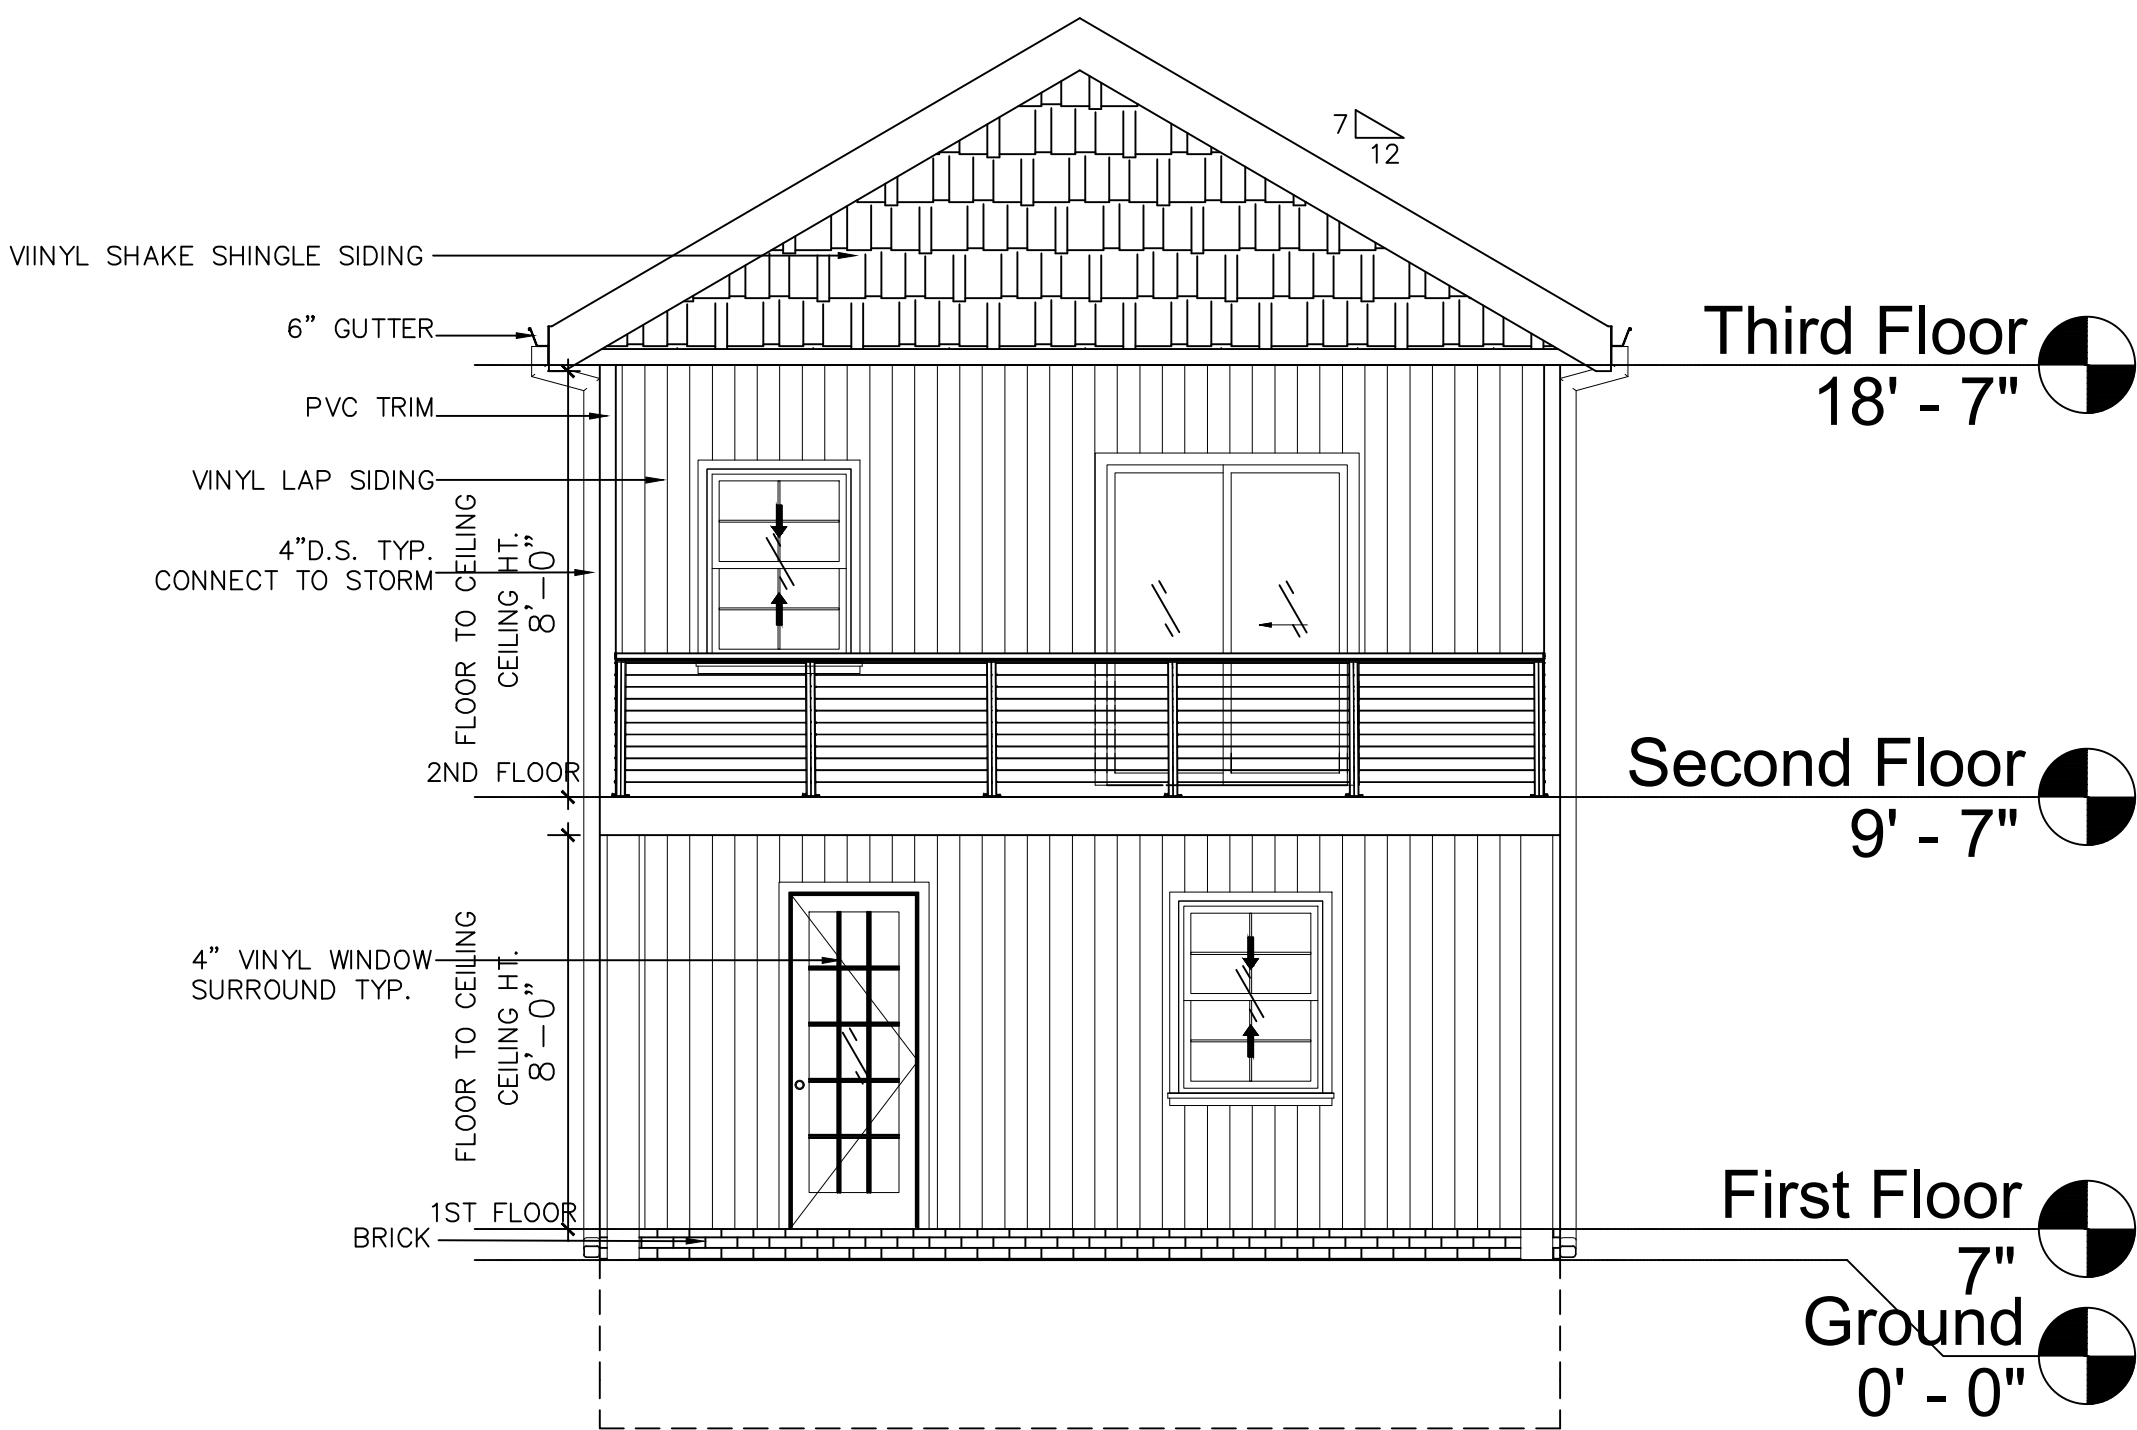 7
12
VIINYL SHAKE SHINGLE SIDING
6" GUTTER
Third Floor
18' - 7"
PVC TRIM
VINYL LAP SIDING
4"D.S. TYP.
CONNECT TO STORM
FLOOR TO CEILING
CEILING HT.
8'-0"
2ND FLOOR
Second Floor
9' - 7"
4" VINYL WINDOW
SURROUND TYP.
FLOOR TO CEILING
CEILING HT.
8'-0"
1ST FLOOR
BRICK
First Floor
7"
Ground
0' - 0"